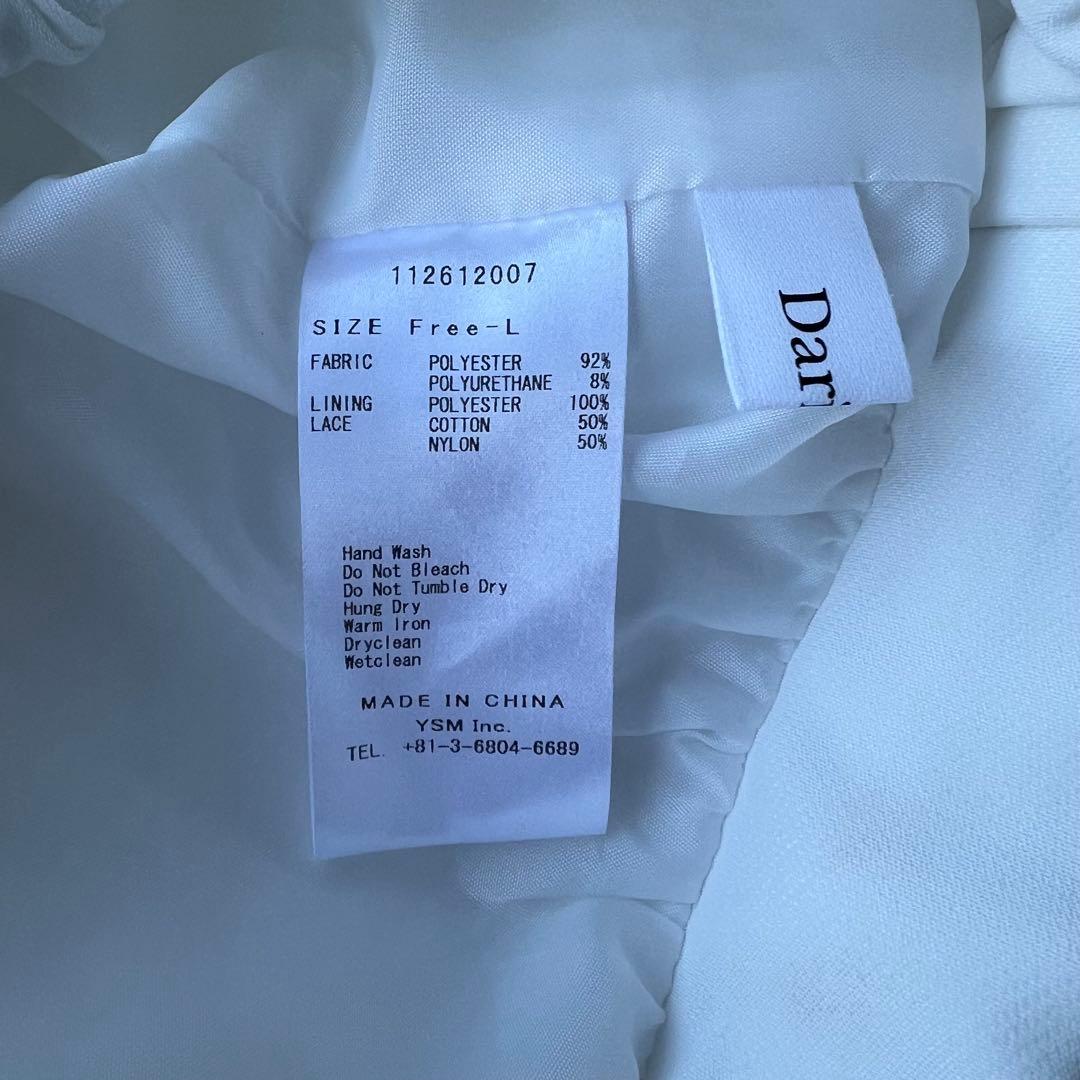 112612007
SIZE Free-L
FABRIC POLYESTER 92%
POLYURETHANE 8%
LINING POLYESTER 100%
LACE COTTON 50%
NYLON 50%
Hand Wash
Do Not Bleach
Do Not Tumble Dry
Hung Dry
Warm Iron
Dryclean
Wetclean
MADE IN CHINA
YSM Inc.
TEL. +81-3-6804-6689
Dari